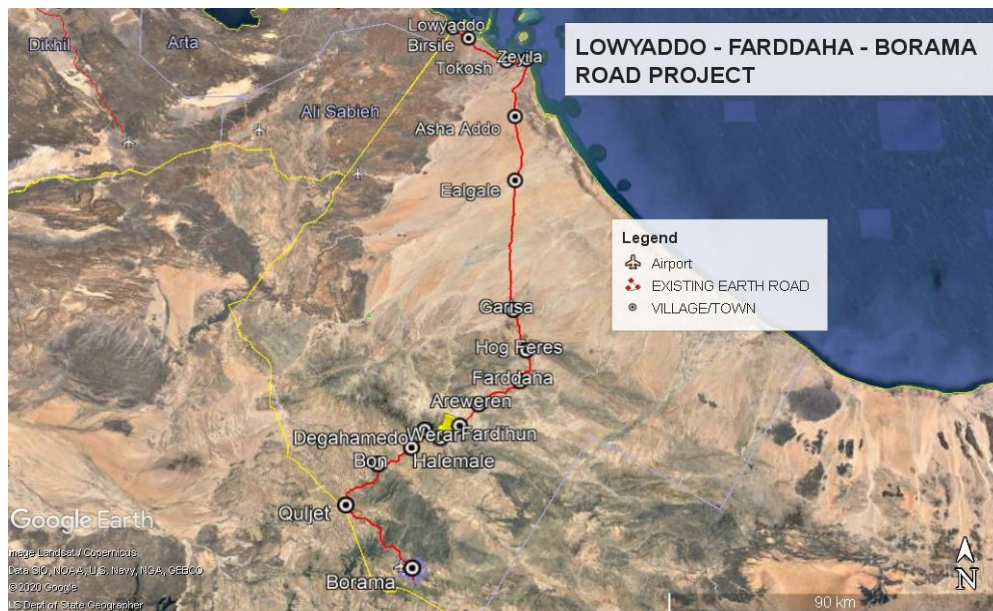 LOWYADDO - FARDDAHA - BORAMA
ROAD PROJECT
Dikhil
Arta
Lowyaddo
Birsile
Tokosh
Zeyila
Ali Sabieh
Asha Addo
Ealgale
Legend
Airport
EXISTING EARTH ROAD
VILLAGE/TOWN
Garisa
Hog Feres
Farddaha
Areweren
Degahamedo
Weran
Fardihun
Bon
Halemale
Quljet
Borama
Google Earth
Image Landsat / Copernicus
Data SIO, NOAA, U.S. Navy, NGA, GEBCO
© 2020 Google
US Dept of State Geographer
90 km
N